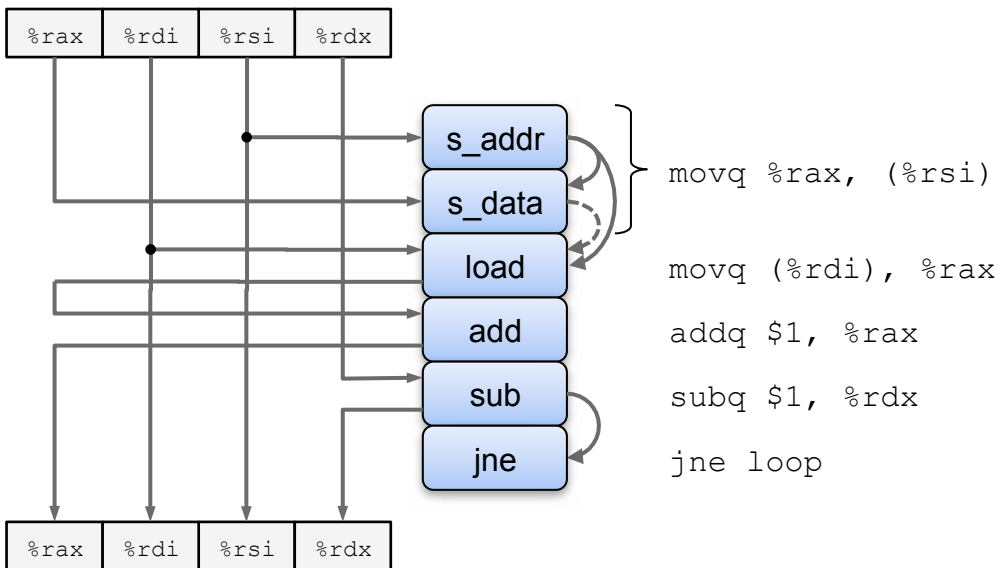 %rax %rdi %rsi %rdx
s_addr
s_data
movq %rax, (%rsi)
load
movq (%rdi), %rax
add
addq $1, %rax
sub
subq $1, %rdx
jne
jne loop
%rax %rdi %rsi %rdx